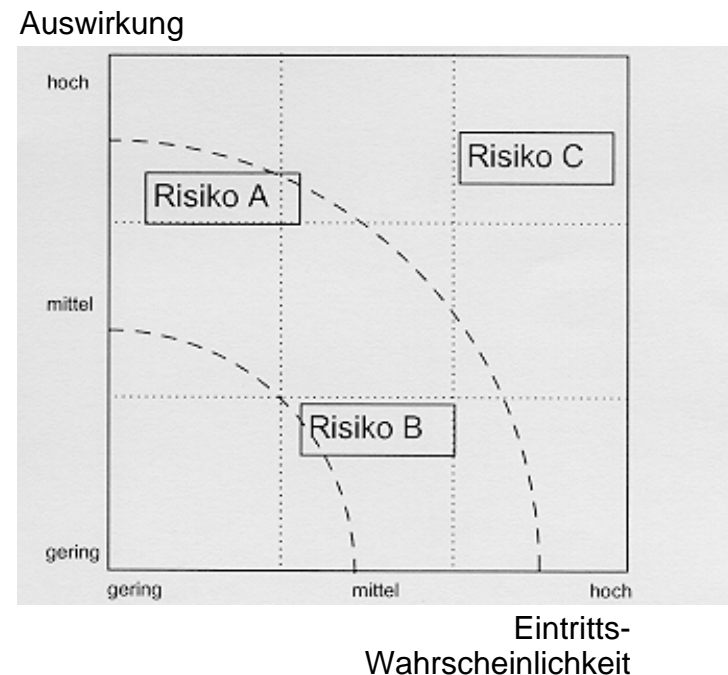 Auswirkung
hoch
Risiko C
Risiko A
mittel
Risiko B
gering
gering mittel hoch
Eintritts-
Wahrscheinlichkeit